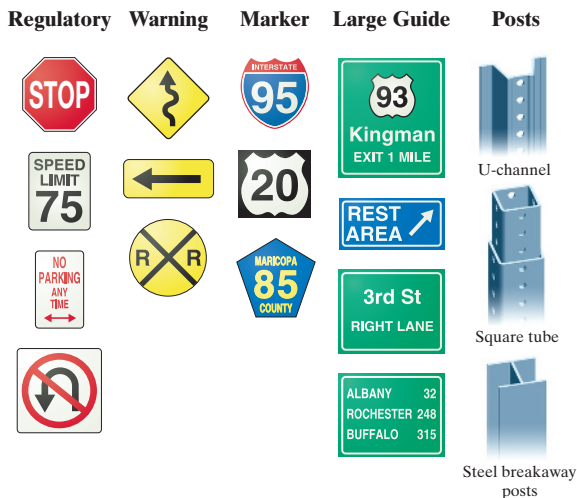 Regulatory
STOP
SPEED
LIMIT
75
NO
PARKING
ANY
TIME
Warning
R R
Marker
INTERSTATE
95
20
MARICOPA
85
COUNTY
Large Guide
93
Kingman
EXIT 1 MILE
REST
AREA
3rd St
RIGHT LANE
ALBANY 32
ROCHESTER 248
BUFFALO 315
Posts
U-channel
Square tube
Steel breakaway
posts